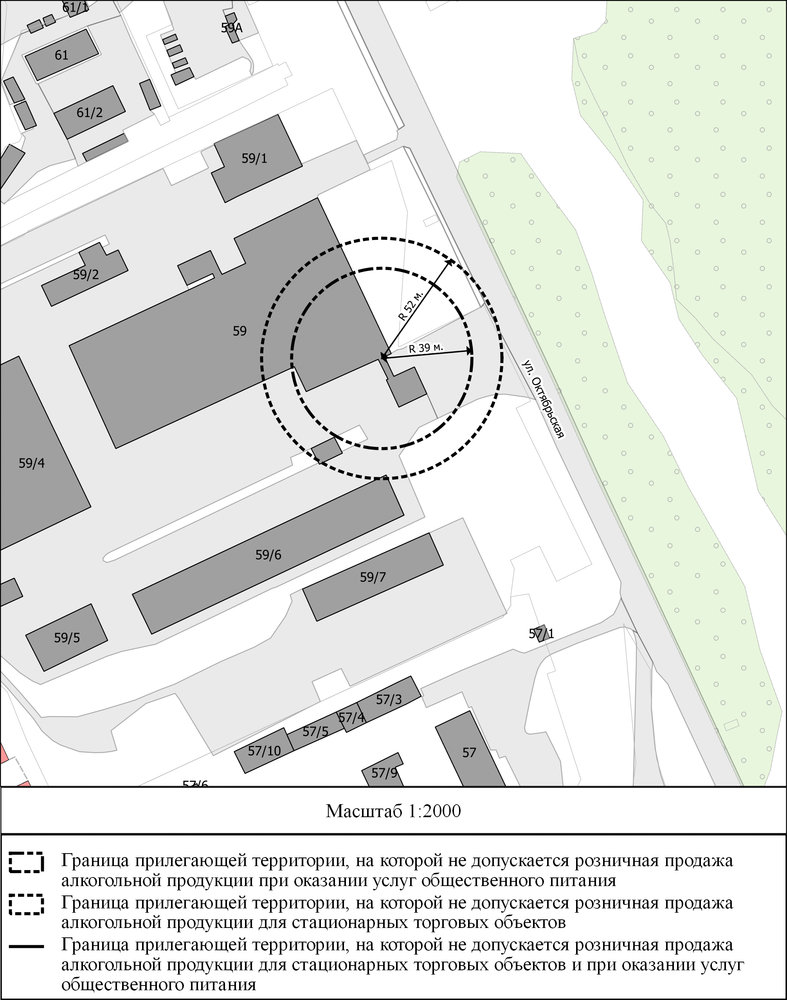 61/1
59А
61
61/2
59/1
59/2
R 52 м.
59
R 39 м.
ул. Октябрьская
59/4
59/6
59/7
59/5
57/1
57/3
57/4
57/5
57/10
57
57/9
57/6
Масштаб 1:2000
Граница прилегающей территории, на которой не допускается розничная продажа
алкогольной продукции при оказании услуг общественного питания
Граница прилегающей территории, на которой не допускается розничная продажа
алкогольной продукции для стационарных торговых объектов
Граница прилегающей территории, на которой не допускается розничная продажа
алкогольной продукции для стационарных торговых объектов и при оказании услуг
общественного питания